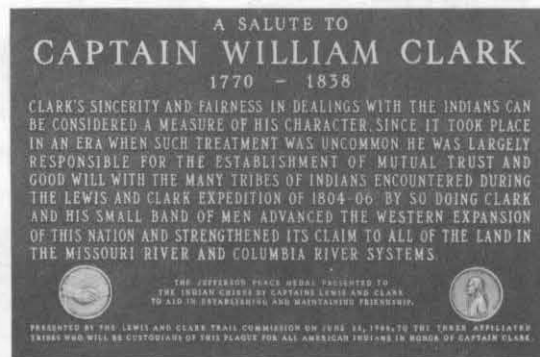 A SALUTE TO
CAPTAIN WILLIAM CLARK
1770 – 1838
CLARK'S SINCERITY AND FAIRNESS IN DEALINGS WITH THE INDIANS CAN
BE CONSIDERED A MEASURE OF HIS CHARACTER, SINCE IT TOOK PLACE
IN AN ERA WHEN SUCH TREATMENT WAS UNCOMMON HE WAS LARGELY
RESPONSIBLE FOR THE ESTABLISHMENT OF MUTUAL TRUST AND
GOOD WILL WITH THE MANY TRIBES OF INDIANS ENCOUNTERED DURING
THE LEWIS AND CLARK EXPEDITION OF 1804-06. BY SO DOING CLARK
AND HIS SMALL BAND OF MEN ADVANCED THE WESTERN EXPANSION
OF THIS NATION AND STRENGTHENED ITS CLAIM TO ALL OF THE LAND IN
THE MISSOURI RIVER AND COLUMBIA RIVER SYSTEMS.
THE JEFFERSON PEACE MEDAL PRESENTED TO
THE INDIAN CHIEFS BY CAPTAINS LEWIS AND CLARK
TO AID IN ESTABLISHING AND MAINTAINING FRIENDSHIP.
PRESENTED BY THE LEWIS AND CLARK TRAIL COMMISSION ON JUNE TO THE THREE AFFILIATED
TRIBES WHO WILL BE CUSTODIANS OF THIS PLAQUE FOR ALL AMERICAN INDIANS IN HONOR OF CAPTAIN CLARK.